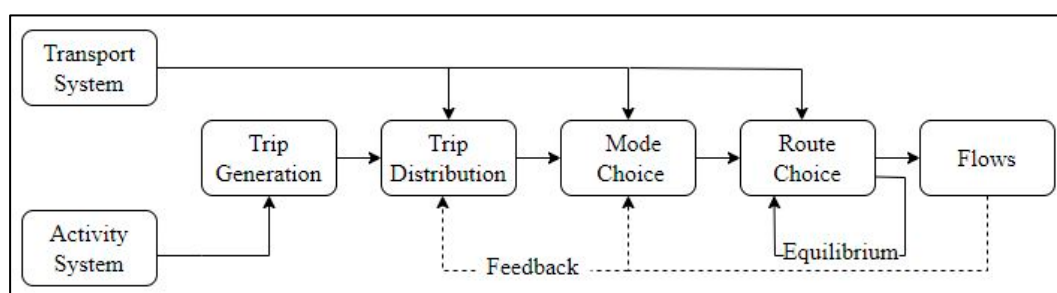 Transport
System
Trip
Generation
Trip
Distribution
Mode
Choice
Route
Choice
Flows
Activity
System
Equilibrium
Feedback